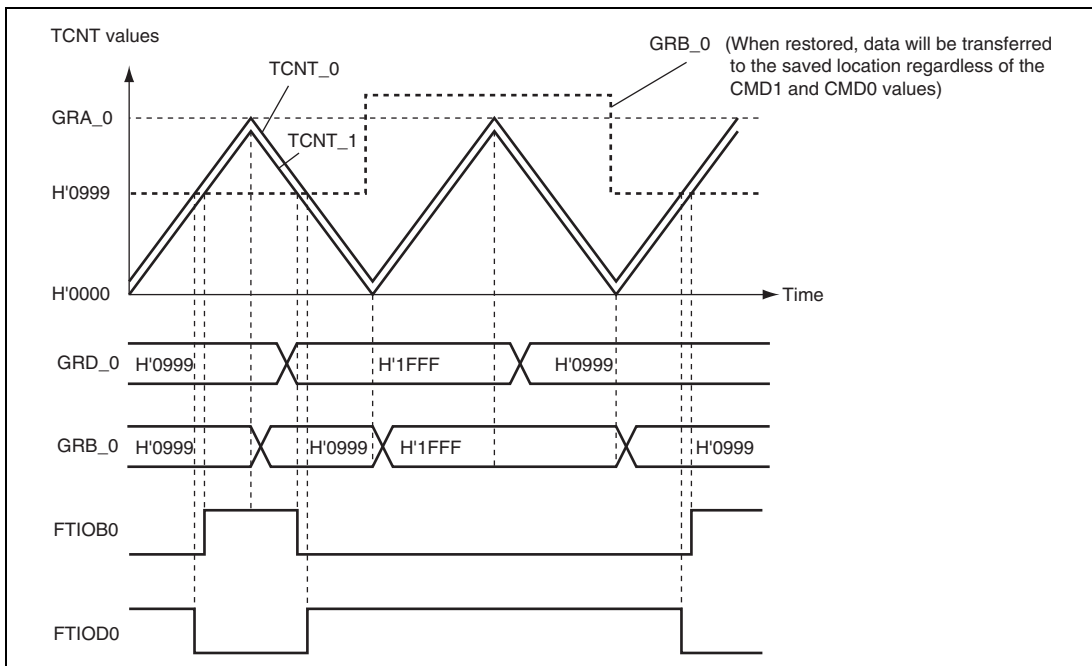 TCNT values
GRB_0 (When restored, data will be transferred
to the saved location regardless of the
CMD1 and CMD0 values)
TCNT_0
GRA_0
TCNT_1
H'0999
H'0000
Time
GRD_0 H'0999 H'1FFF H'0999
GRB_0 H'0999 H'0999 H'1FFF H'0999
FTIOB0
FTIOD0